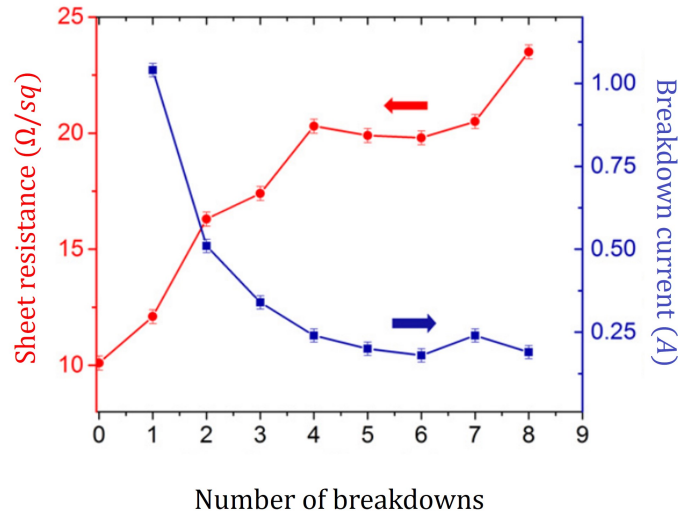 25
20
15
10
Sheet resistance (Ω/sq)
1.00
0.75
0.50
0.25
Breakdown current (A)
0 1 2 3 4 5 6 7 8 9
Number of breakdowns